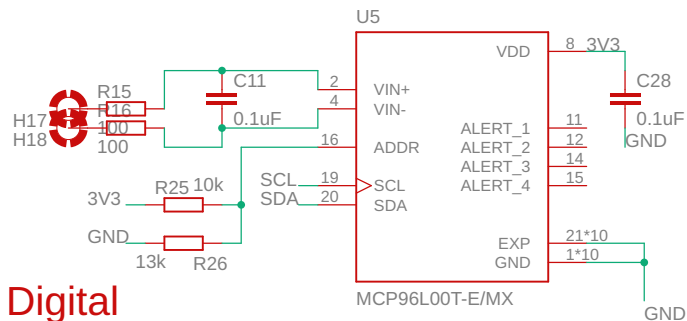 U5
VDD
8
3V3
R15
R16
100
100
H17
H18
C11
0.1uF
2
VIN+
4
VIN-
16
ADDR
C28
0.1uF
GND
ALERT_1
11
ALERT_2
12
ALERT_3
14
ALERT_4
15
SCL
19
SCL
SDA
20
SDA
3V3
R25
10k
GND
13k
R26
EXP
21*10
GND
1*10
MCP96L00T-E/MX
GND
Digital